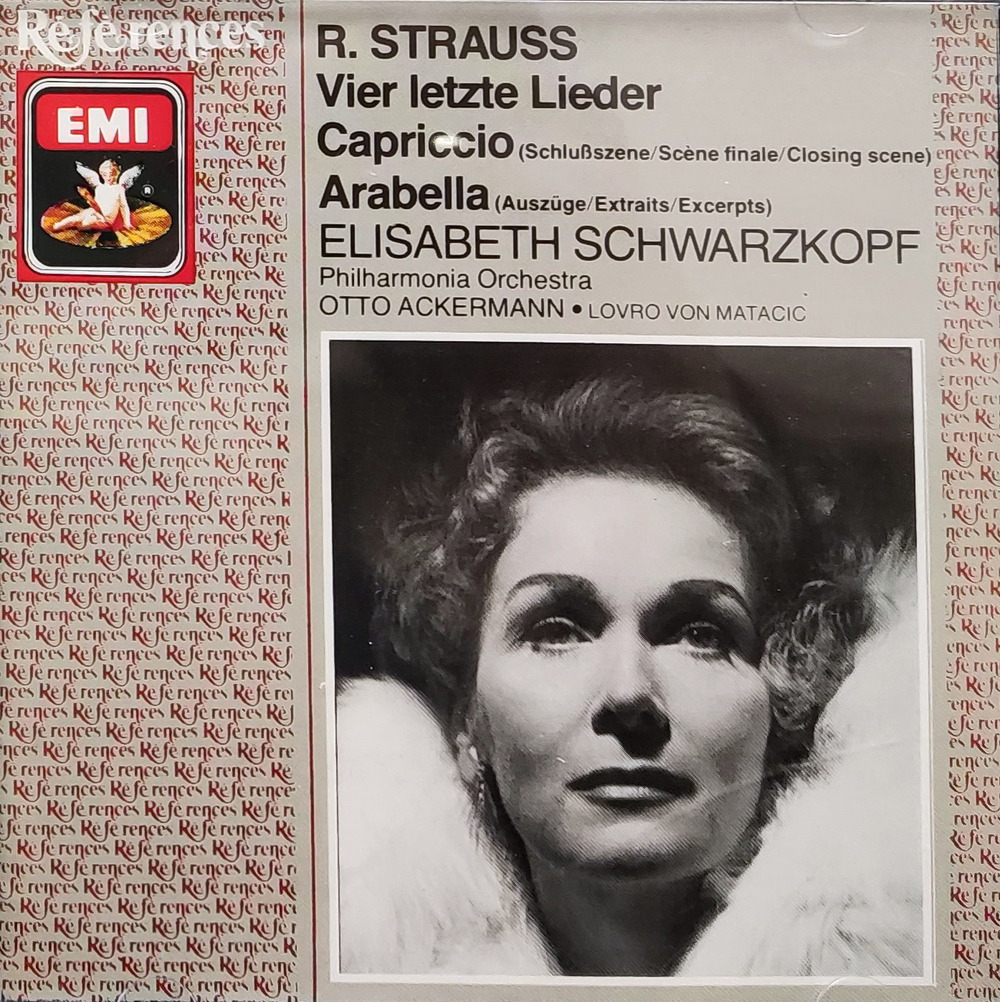 Références
EMI
®
R. STRAUSS
Vier letzte Lieder
Capriccio (Schlußszene/Scène finale/Closing scene)
Arabella (Auszüge/Extraits/Excerpts)
ELISABETH SCHWARZKOPF
Philharmonia Orchestra
OTTO ACKERMANN • LOVRO VON MATACIC